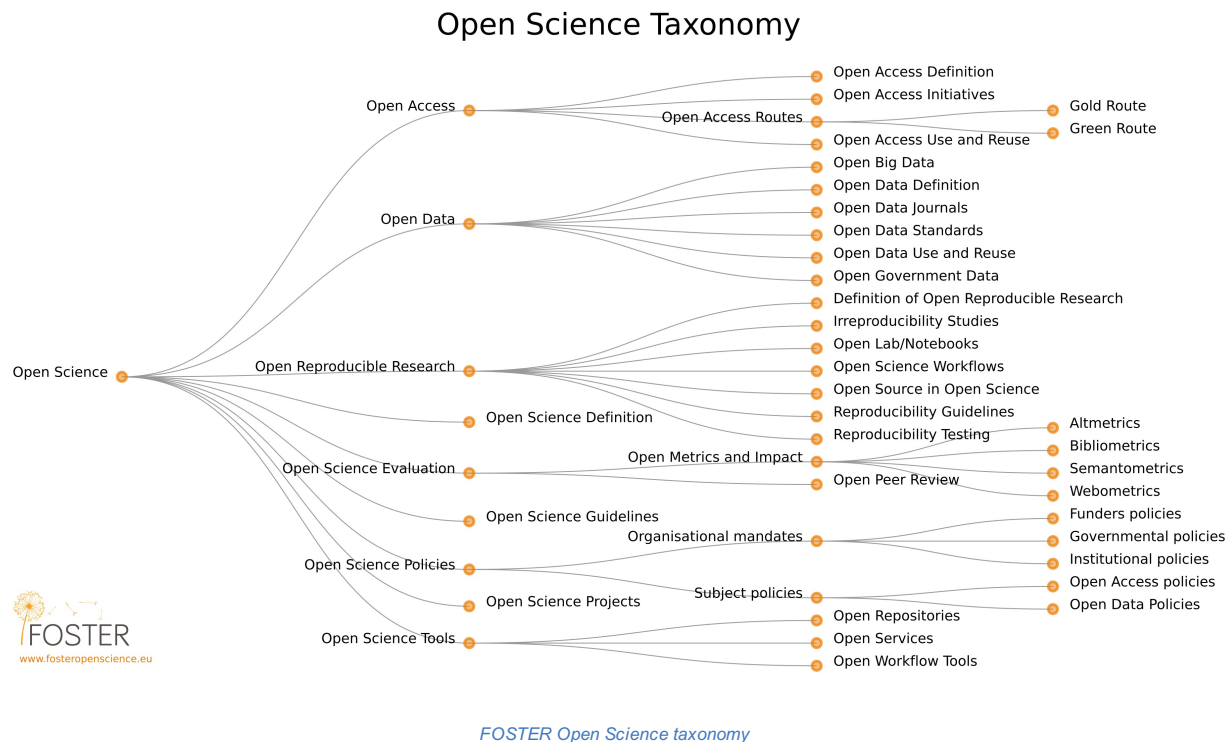 Open Science Taxonomy
Open Science
Open Access
Open Access Definition
Open Access Initiatives
Open Access Routes
Gold Route
Green Route
Open Access Use and Reuse
Open Data
Open Big Data
Open Data Definition
Open Data Journals
Open Data Standards
Open Data Use and Reuse
Open Government Data
Open Reproducible Research
Definition of Open Reproducible Research
Irreproducibility Studies
Open Lab/Notebooks
Open Science Workflows
Open Source in Open Science
Reproducibility Guidelines
Reproducibility Testing
Open Science Definition
Open Science Evaluation
Open Metrics and Impact
Altmetrics
Bibliometrics
Semantometrics
Webometrics
Open Peer Review
Open Science Guidelines
Open Science Policies
Organisational mandates
Funders policies
Governmental policies
Institutional policies
Subject policies
Open Access policies
Open Data Policies
Open Science Projects
Open Science Tools
Open Repositories
Open Services
Open Workflow Tools
FOSTER
www.fosteropenscience.eu
FOSTER Open Science taxonomy